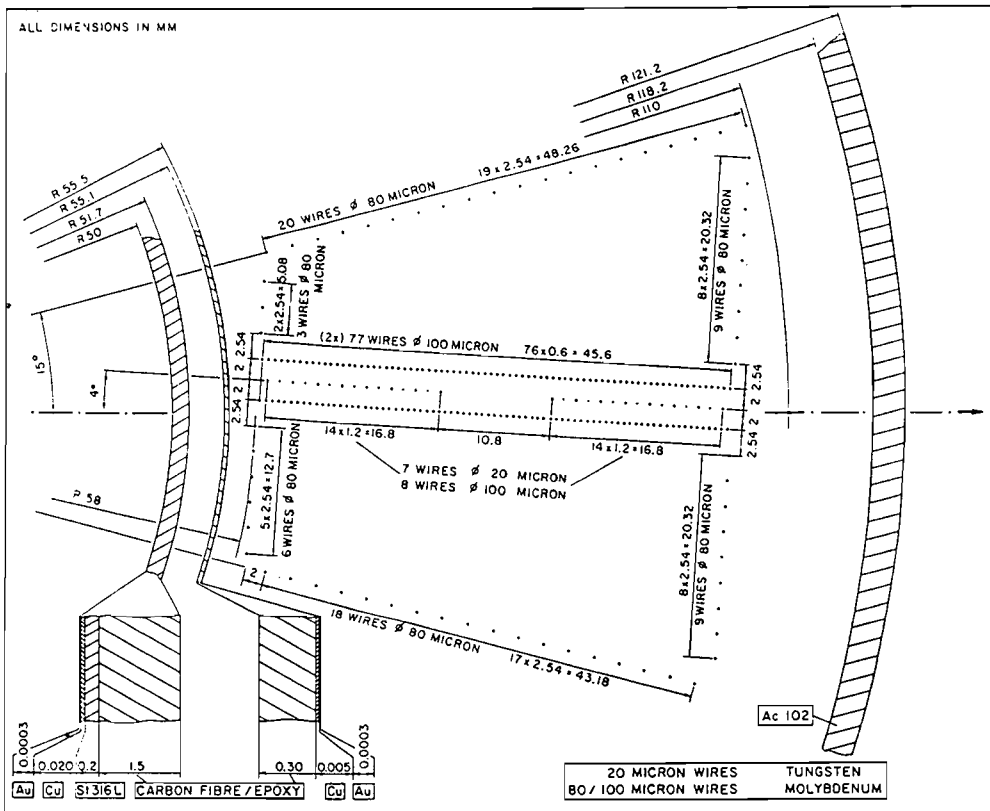 ALL DIMENSIONS IN MM
R 121.2
R 118.2
R 110
19 x 2.54 = 48.26
20 WIRES Ø 80 MICRON
R 55.5
R 55.1
R 51.7
R 50
8 x 2.54 = 20.32
9 WIRES Ø 80 MICRON
2 x 2.54 = 5.08
3 WIRES Ø 80
MICRON
(2x) 77 WIRES Ø 100 MICRON
76 x 0.6 = 45.6
15°
4°
2.54
2
2
2.54
2.54
2
2
2.54
14 x 1.2 = 16.8
10.8
14 x 1.2 = 16.8
7 WIRES Ø 20 MICRON
8 WIRES Ø 100 MICRON
R 58
5 x 2.54 = 12.7
6 WIRES Ø 80 MICRON
8 x 2.54 = 20.32
9 WIRES Ø 80 MICRON
2
18 WIRES Ø 80 MICRON
17 x 2.54 = 43.18
Ac 102
0.0003
0.020
0.2
1.5
0.30
0.005
0.0003
Au
Cu
St 316L
CARBON FIBRE / EPOXY
Cu
Au
20 MICRON WIRES TUNGSTEN
80 / 100 MICRON WIRES MOLYBDENUM